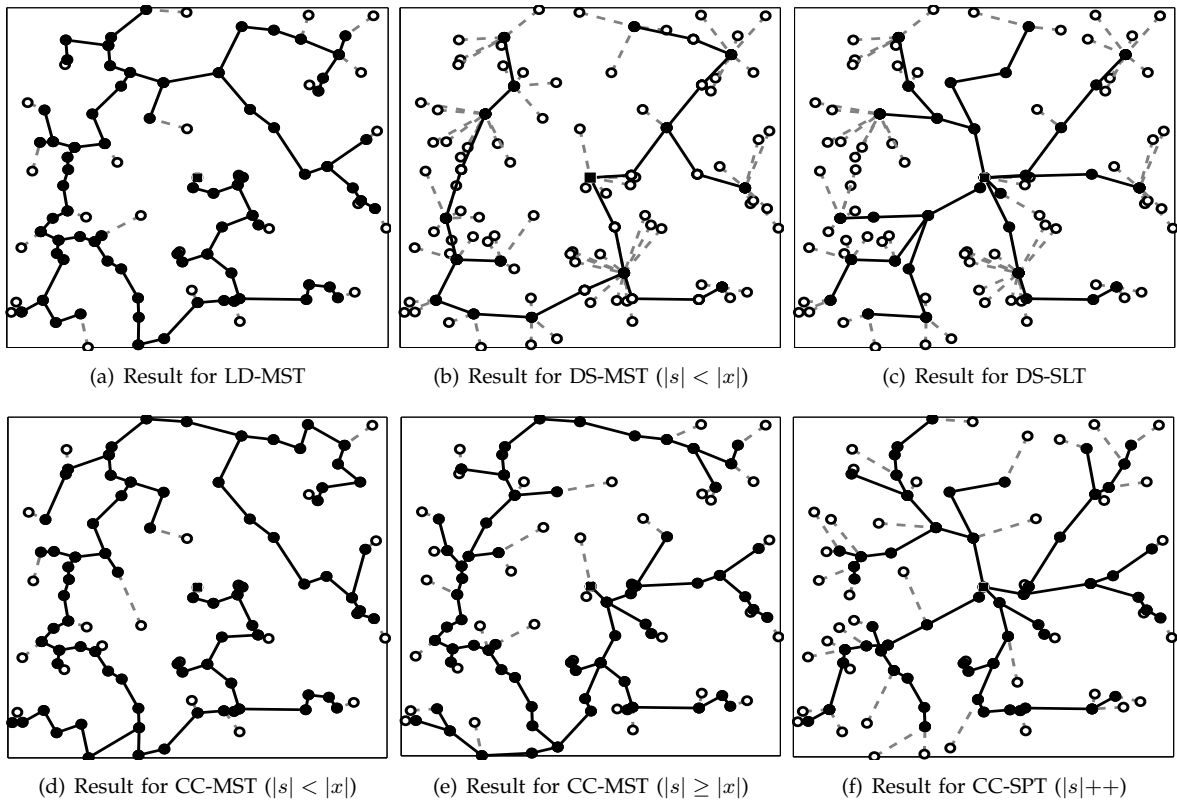 (a) Result for LD-MST
(b) Result for DS-MST (|s| < |x|)
(c) Result for DS-SLT
(d) Result for CC-MST (|s| < |x|)
(e) Result for CC-MST (|s| ≥ |x|)
(f) Result for CC-SPT (|s|++)